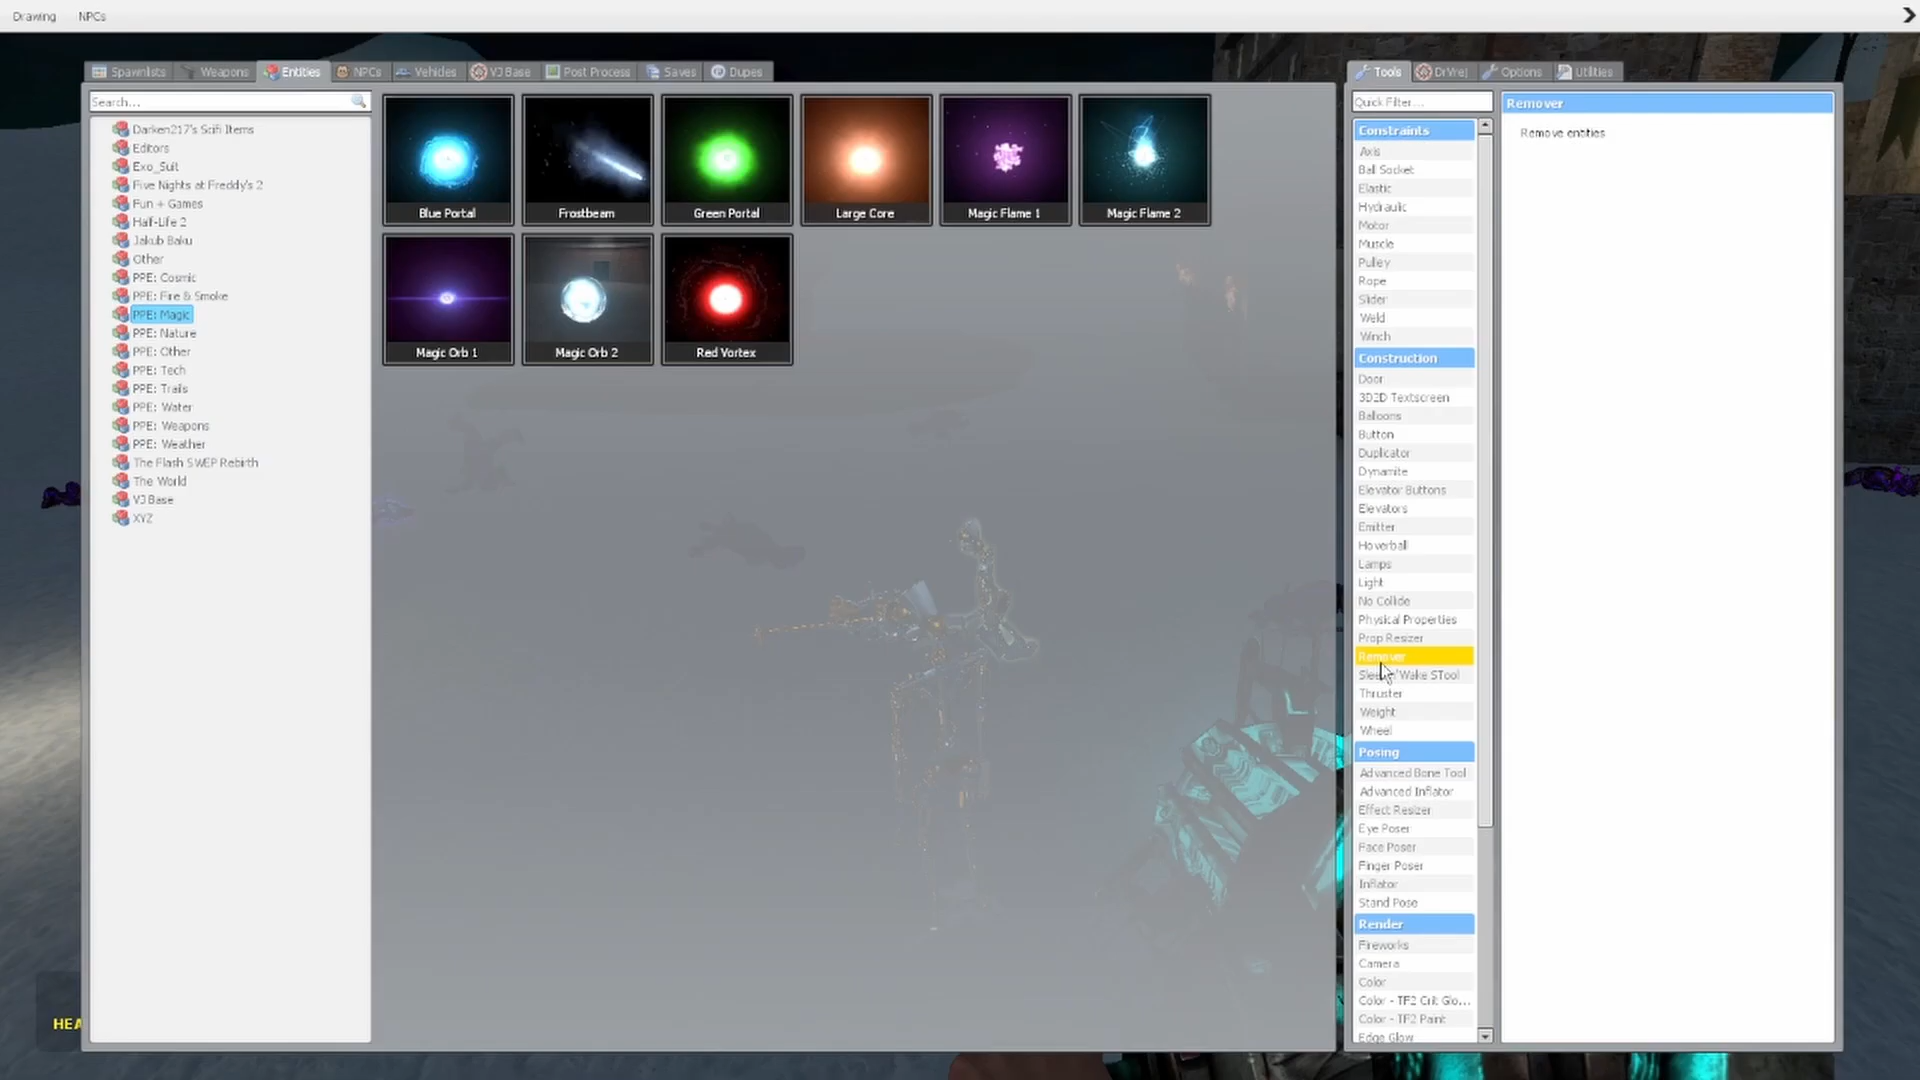 Drawing NPCs
Spawnlists Weapons Entities NPCs Vehicles VJ Base Post Process Saves Dupes
Search...
Darken217's Scifi Items
Editors
Exo_Suit
Five Nights at Freddy's 2
Fun + Games
Half-Life 2
Jakub Baku
Other
PPE: Cosmic
PPE: Fire & Smoke
PPE: Magic
PPE: Nature
PPE: Other
PPE: Tech
PPE: Trails
PPE: Water
PPE: Weapons
PPE: Weather
The Flash SWEP Rebirth
The World
VJ Base
XYZ
Blue Portal Frostbeam Green Portal Large Core Magic Flame 1 Magic Flame 2
Magic Orb 1 Magic Orb 2 Red Vortex
HEA
Tools DrVrej Options Utilities
Quick Filter...
Constraints
Axis
Ball Socket
Elastic
Hydraulic
Motor
Muscle
Pulley
Rope
Slider
Weld
Winch
Construction
Door
3D2D Textscreen
Balloons
Button
Duplicator
Dynamite
Elevator Buttons
Elevators
Emitter
Hoverball
Lamps
Light
No Collide
Physical Properties
Prop Resizer
Remover
Wake STool
Thruster
Weight
Wheel
Posing
Advanced Bone Tool
Advanced Inflator
Effect Resizer
Eye Poser
Face Poser
Finger Poser
Inflator
Stand Pose
Render
Fireworks
Camera
Color
Color - TF2 Crit Glo...
Color - TF2 Paint
Edge Glow
Remover
Remove entities